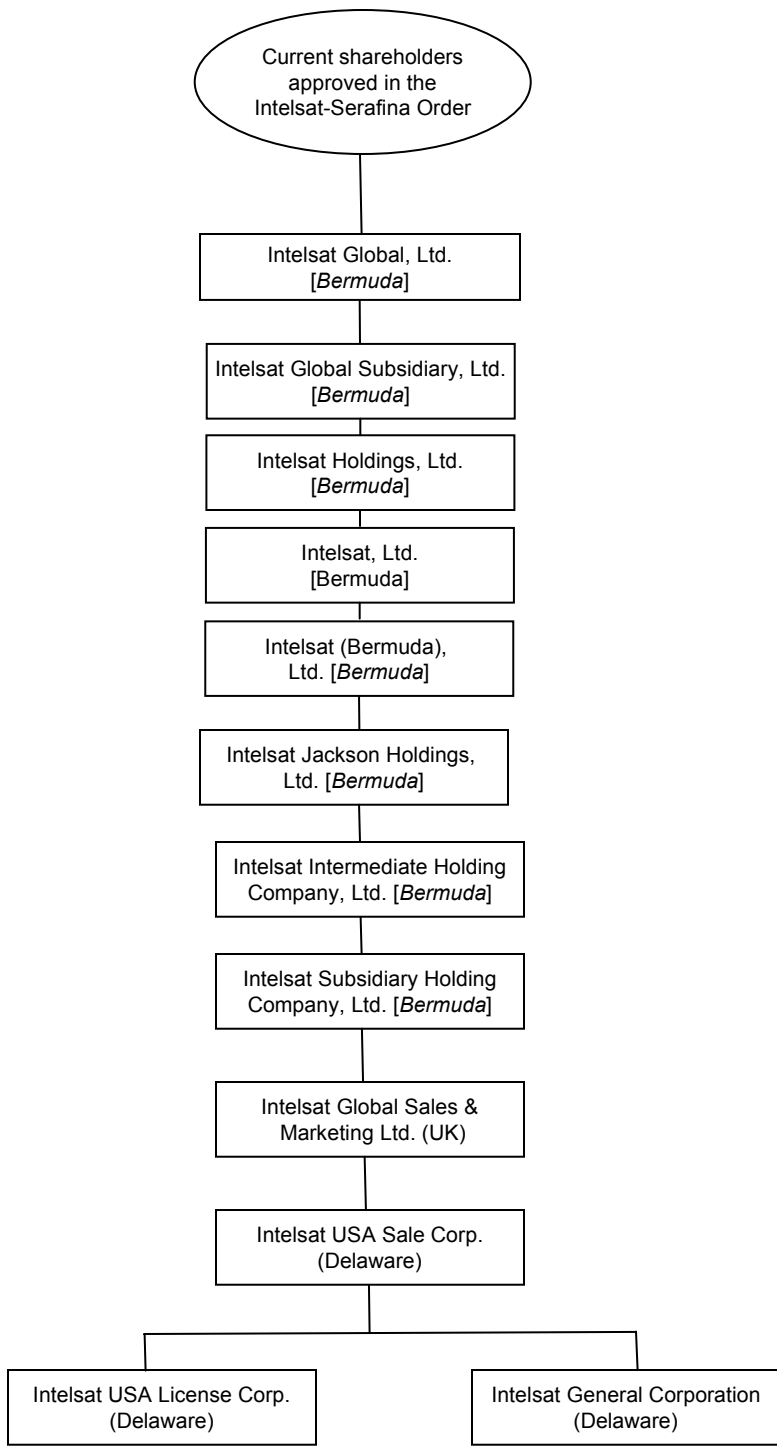 Current shareholders
approved in the
Intelsat-Serafina Order
Intelsat Global, Ltd.
[Bermuda]
Intelsat Global Subsidiary, Ltd.
[Bermuda]
Intelsat Holdings, Ltd.
[Bermuda]
Intelsat, Ltd.
[Bermuda]
Intelsat (Bermuda),
Ltd. [Bermuda]
Intelsat Jackson Holdings,
Ltd. [Bermuda]
Intelsat Intermediate Holding
Company, Ltd. [Bermuda]
Intelsat Subsidiary Holding
Company, Ltd. [Bermuda]
Intelsat Global Sales &
Marketing Ltd. (UK)
Intelsat USA Sale Corp.
(Delaware)
Intelsat USA License Corp.
(Delaware)
Intelsat General Corporation
(Delaware)